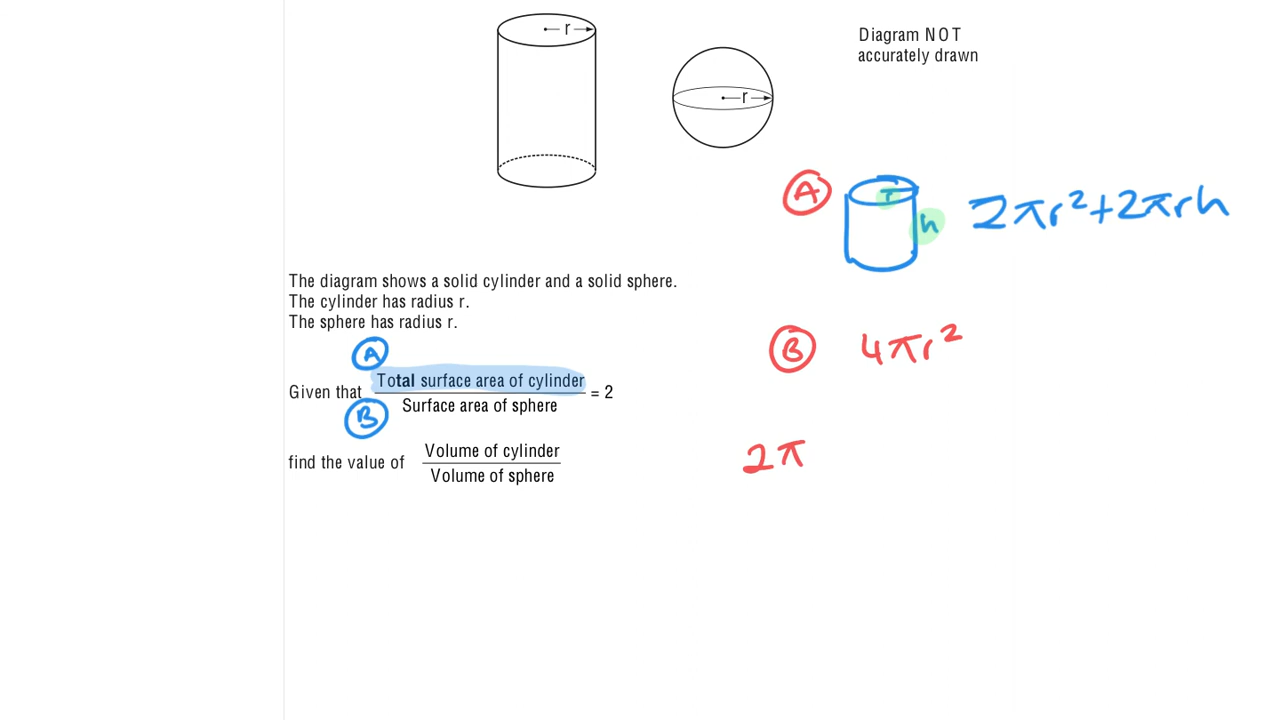 r
r
Diagram NOT
accurately drawn
A
r
h
2πr²+2πrh
The diagram shows a solid cylinder and a solid sphere.
The cylinder has radius r.
The sphere has radius r.
B
4πr²
A
Given that
Total surface area of cylinder
Surface area of sphere
= 2
B
find the value of
Volume of cylinder
Volume of sphere
2π